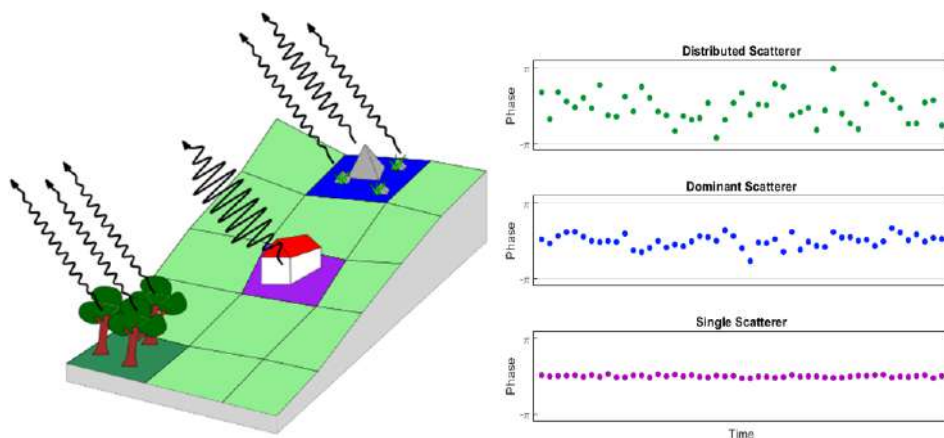 Distributed Scatterer
π
Phase
-π
Dominant Scatterer
π
Phase
-π
Single Scatterer
π
Phase
-π
Time